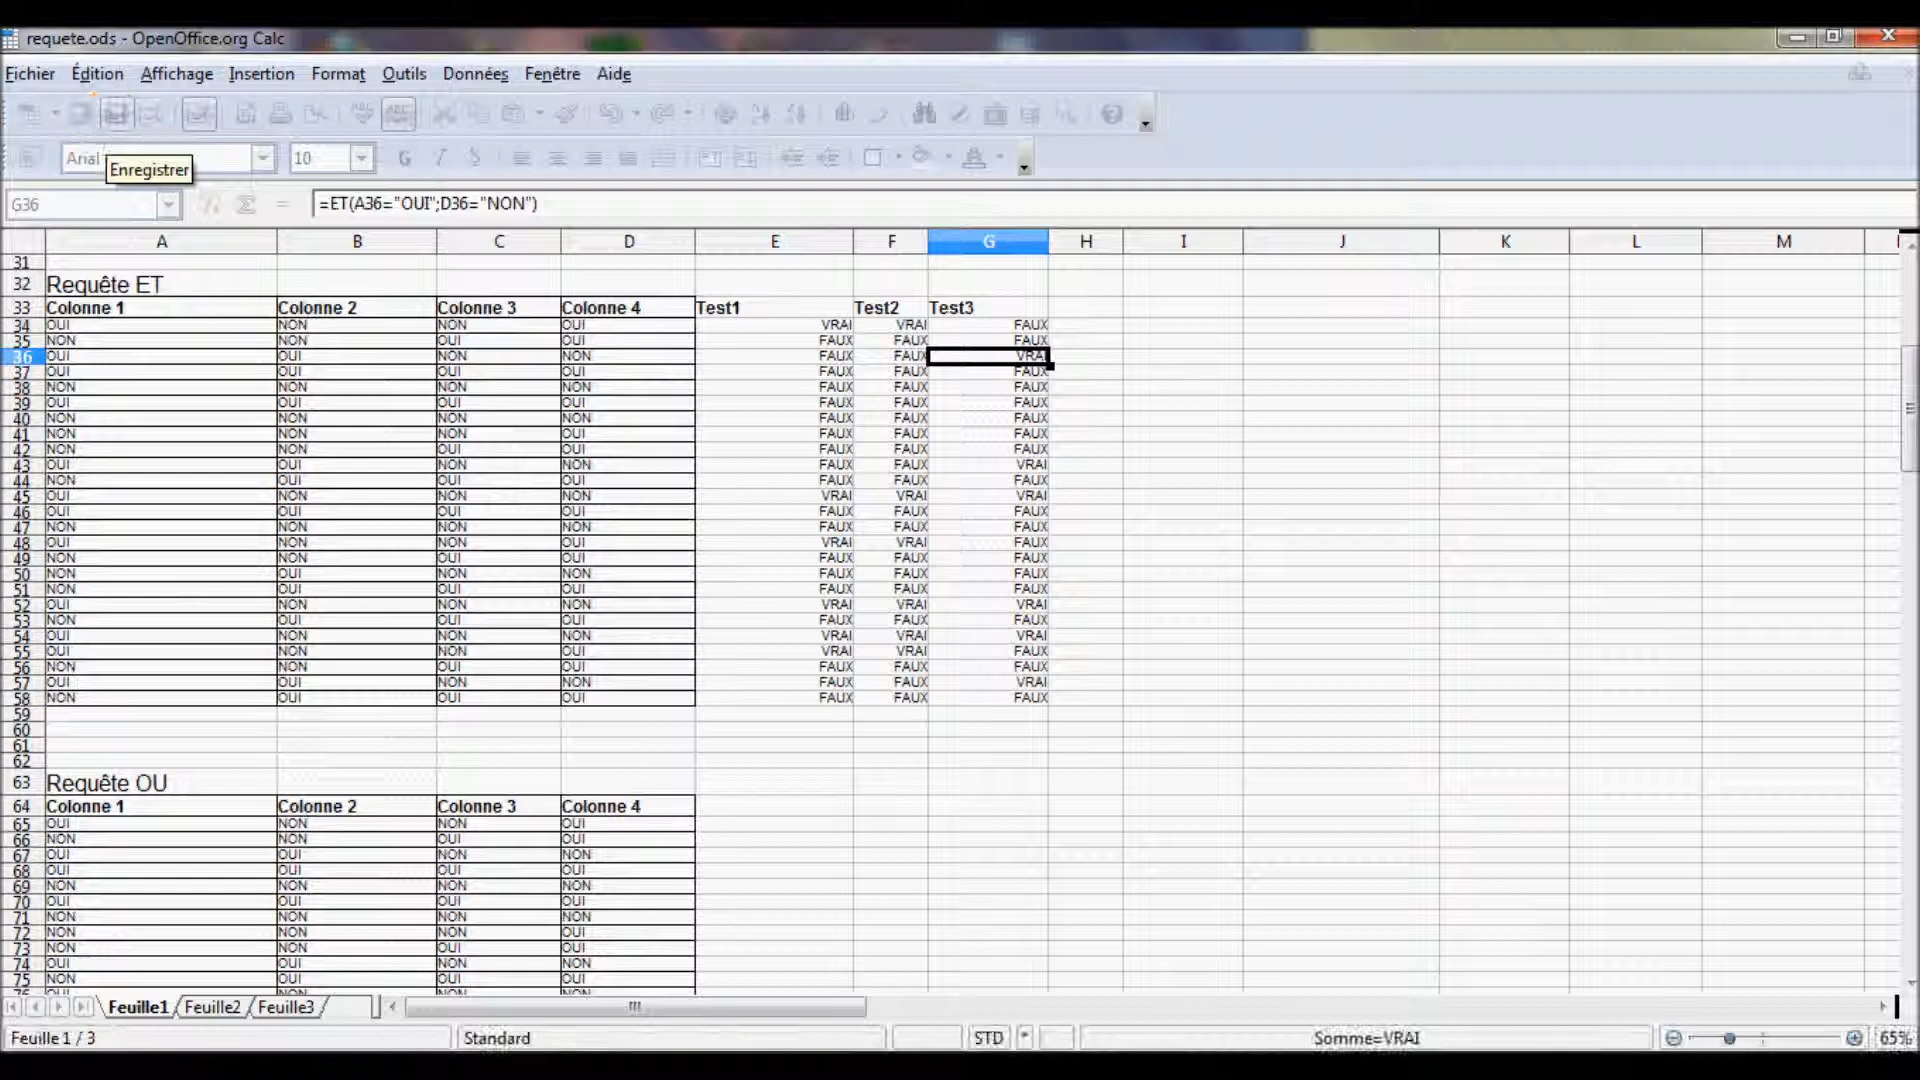 requete.ods - OpenOffice.org Calc
Fichier Édition Affichage Insertion Format Outils Données Fenêtre Aide
Arial 10 G I S
Enregistrer
G36 =ET(A36="OUI";D36="NON")
A B C D E F G H I J K L M
31
32 Requête ET
33 Colonne 1 Colonne 2 Colonne 3 Colonne 4 Test1 Test2 Test3
34 OUI NON NON OUI VRAI VRAI FAUX
35 NON NON OUI OUI FAUX FAUX FAUX
36 OUI OUI NON NON FAUX FAUX VRAI
37 OUI OUI OUI OUI FAUX FAUX FAUX
38 NON NON NON NON FAUX FAUX FAUX
39 OUI OUI OUI OUI FAUX FAUX FAUX
40 NON NON NON NON FAUX FAUX FAUX
41 NON NON NON OUI FAUX FAUX FAUX
42 NON NON OUI OUI FAUX FAUX FAUX
43 OUI OUI NON NON FAUX FAUX VRAI
44 NON OUI OUI OUI FAUX FAUX FAUX
45 OUI NON NON NON VRAI VRAI VRAI
46 OUI OUI OUI OUI FAUX FAUX FAUX
47 NON NON NON NON FAUX FAUX FAUX
48 OUI NON NON OUI VRAI VRAI FAUX
49 NON NON OUI OUI FAUX FAUX FAUX
50 NON OUI NON NON FAUX FAUX FAUX
51 NON OUI OUI OUI FAUX FAUX FAUX
52 OUI NON NON NON VRAI VRAI VRAI
53 NON OUI OUI OUI FAUX FAUX FAUX
54 OUI NON NON NON VRAI VRAI VRAI
55 OUI NON NON OUI VRAI VRAI FAUX
56 NON NON OUI OUI FAUX FAUX FAUX
57 OUI OUI NON NON FAUX FAUX VRAI
58 NON OUI OUI OUI FAUX FAUX FAUX
59
60
61
62
63 Requête OU
64 Colonne 1 Colonne 2 Colonne 3 Colonne 4
65 OUI NON NON OUI
66 NON NON OUI OUI
67 OUI OUI NON NON
68 OUI OUI OUI OUI
69 NON NON NON NON
70 OUI OUI OUI OUI
71 NON NON NON NON
72 NON NON NON OUI
73 NON NON OUI OUI
74 OUI OUI NON NON
75 NON OUI OUI OUI
76 OUI NON NON NON
Feuille1 Feuille2 Feuille3
Feuille 1 / 3 Standard STD * Somme=VRAI 65%